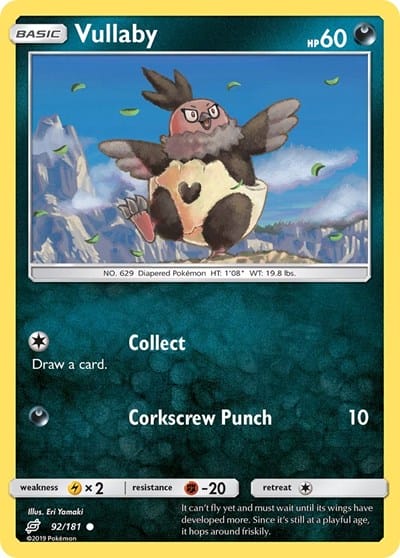 BASIC Vullaby HP60
NO. 629 Diapered Pokémon HT: 1'08" WT: 19.8 lbs.
Collect
Draw a card.
Corkscrew Punch 10
weakness ×2 resistance -20 retreat
Illus. Eri Yamaki
92/181
©2019 Pokémon
It can't fly yet and must wait until its wings have
developed more. Since it's still at a playful age,
it hops around friskily.